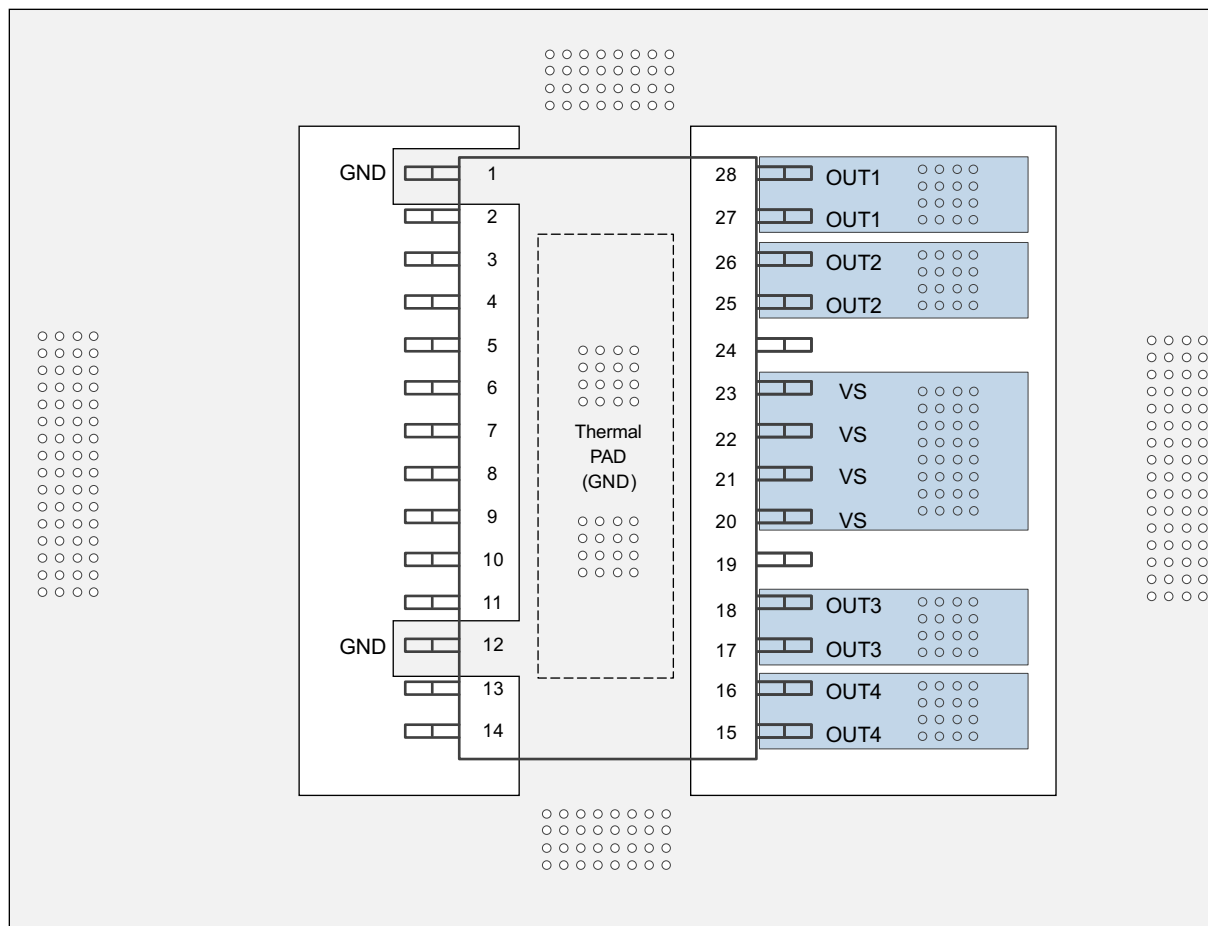 GND 1 28 OUT1
2 27 OUT1
3 26 OUT2
4 25 OUT2
5 24
6 23 VS
7 22 VS
8 21 VS
9 20 VS
10 19
11 18 OUT3
GND 12 17 OUT3
13 16 OUT4
14 15 OUT4
Thermal
PAD
(GND)